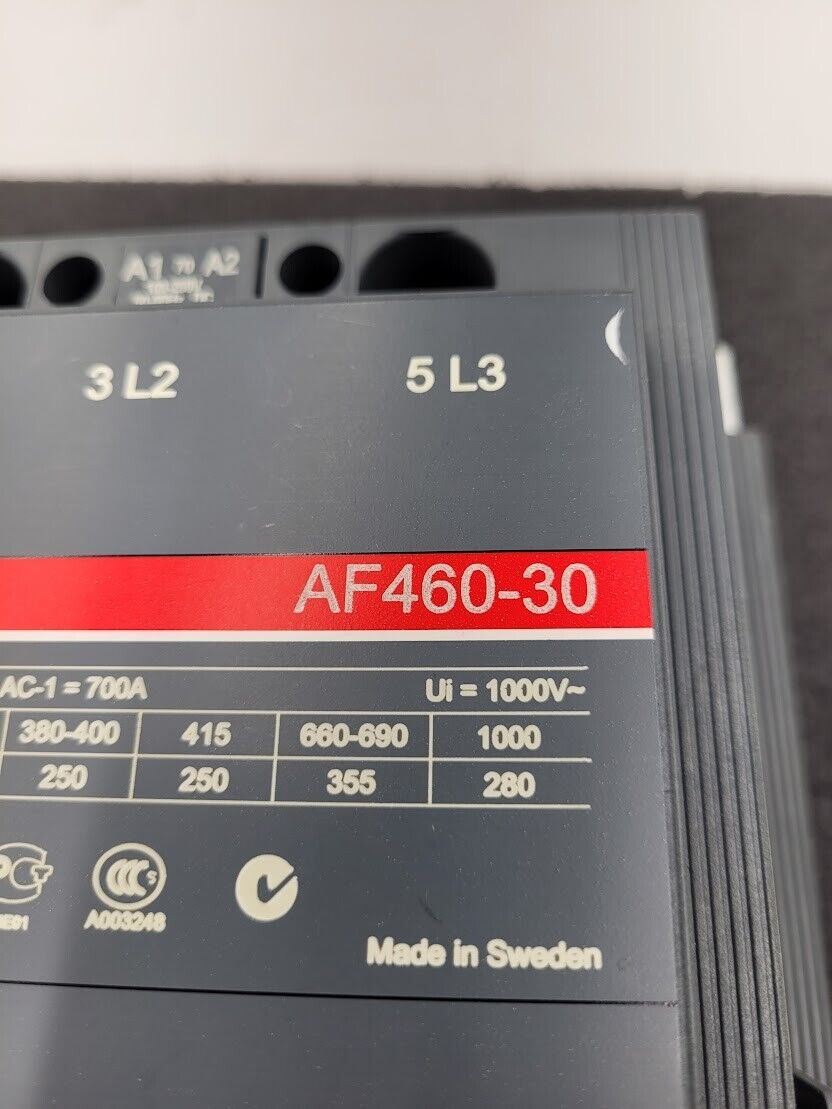 A1 A2
3 L2 5 L3
AF460-30
AC-1 = 700A Ui = 1000V~
380-400 415 660-690 1000
250 250 355 280
CCC S
A003248
Made in Sweden